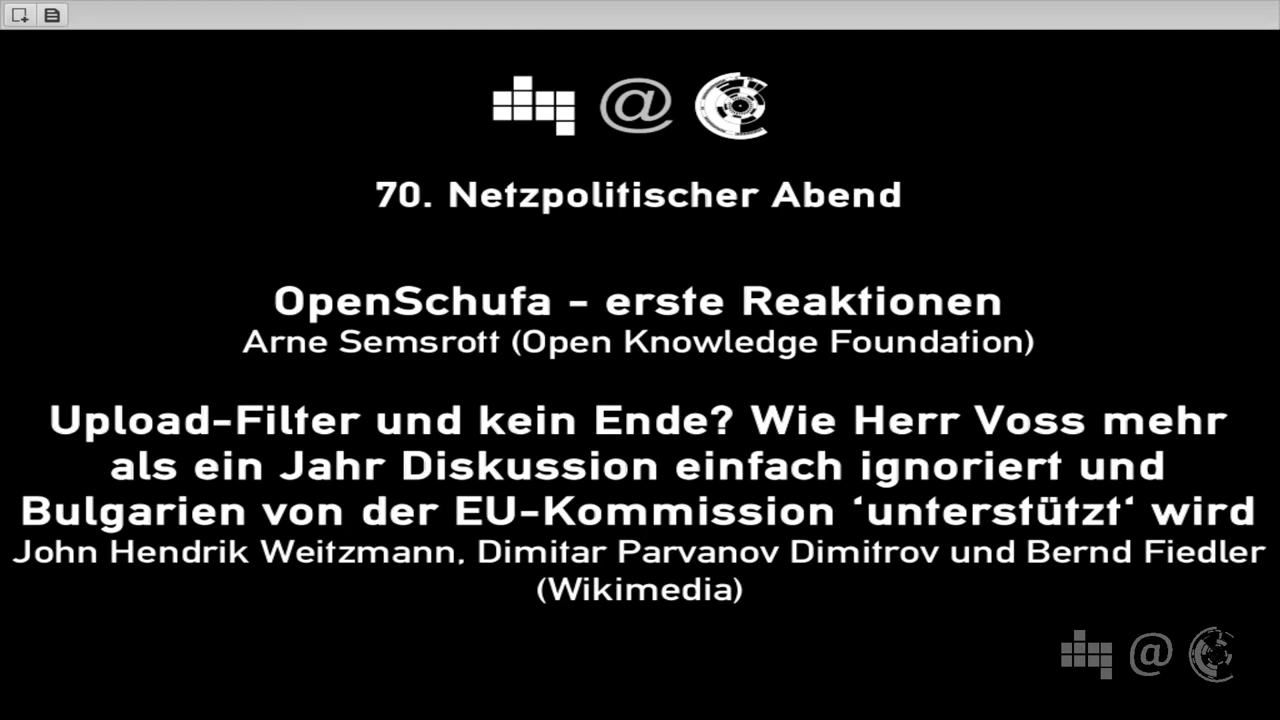 @
70. Netzpolitischer Abend
OpenSchufa - erste Reaktionen
Arne Semsrott (Open Knowledge Foundation)
Upload-Filter und kein Ende? Wie Herr Voss mehr
als ein Jahr Diskussion einfach ignoriert und
Bulgarien von der EU-Kommission ‘unterstützt‘ wird
John Hendrik Weitzmann, Dimitar Parvanov Dimitrov und Bernd Fiedler
(Wikimedia)
@